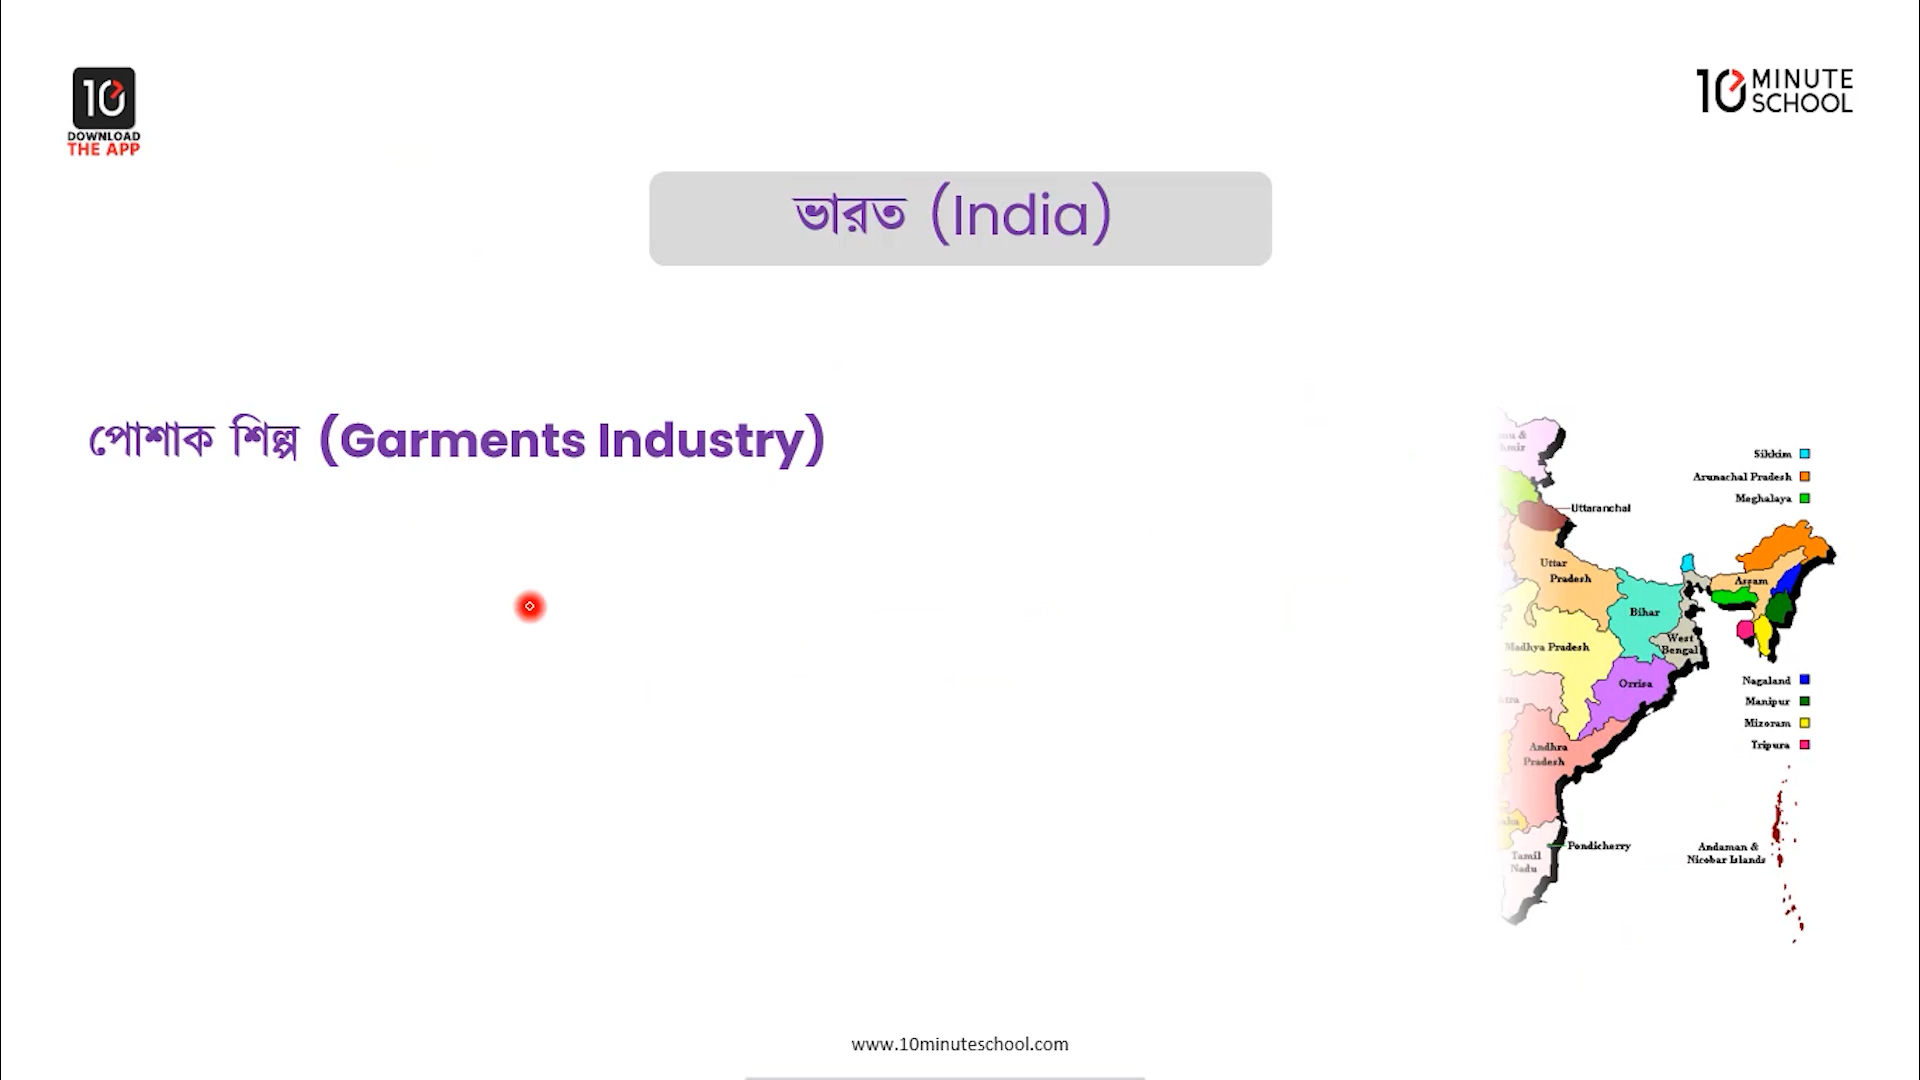 10
DOWNLOAD
THE APP
10 MINUTE
SCHOOL
ভারত (India)
পোশাক শিল্প (Garments Industry)
Sikkim
Arunachal Pradesh
Meghalaya
Uttaranchal
Uttar
Pradesh
Assam
Bihar
West
Bengal
Madhya Pradesh
Orrisa
Nagaland
Manipur
Mizoram
Tripura
Andhra
Pradesh
Pondicherry
Tamil
Nadu
Andaman &
Nicobar Islands
www.10minuteschool.com